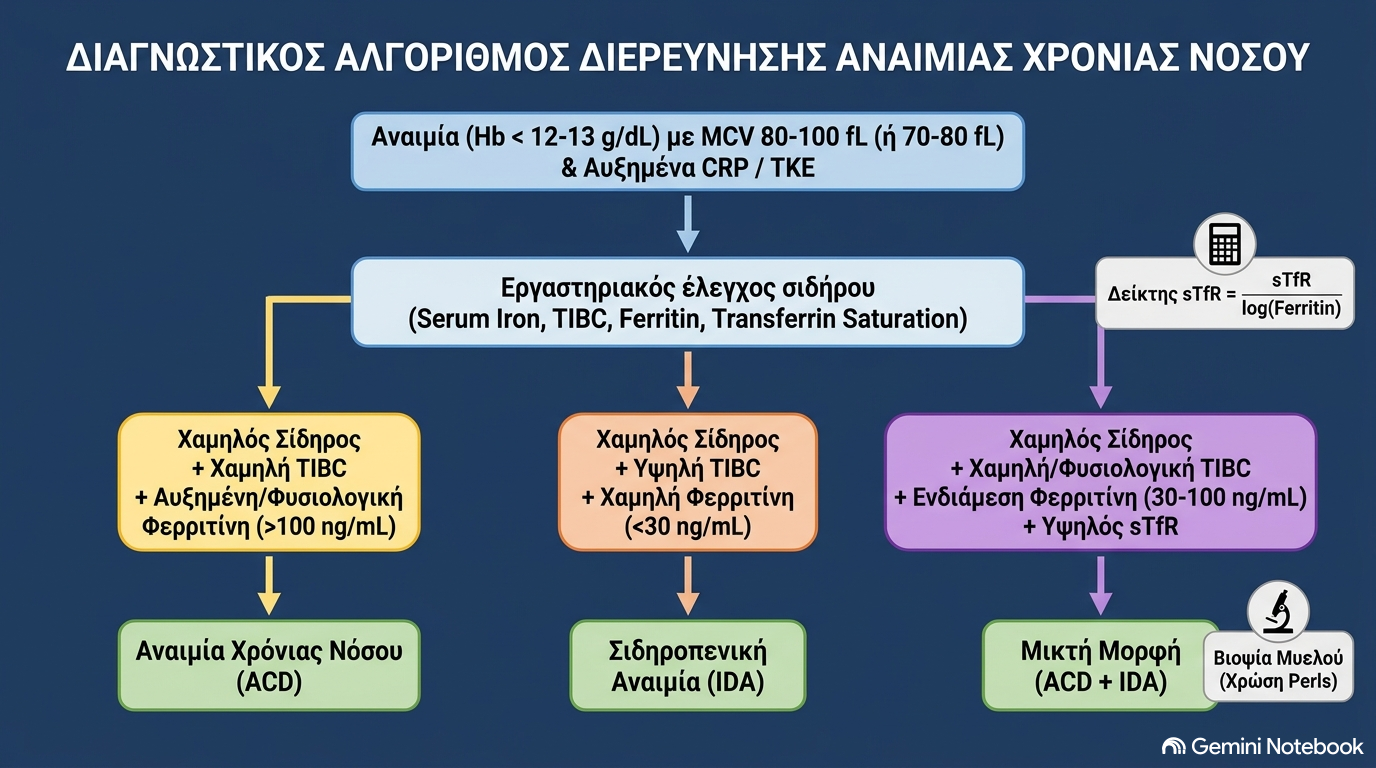 ΔΙΑΓΝΩΣΤΙΚΟΣ ΑΛΓΟΡΙΘΜΟΣ ΔΙΕΡΕΥΝΗΣΗΣ ΑΝΑΙΜΙΑΣ ΧΡΟΝΙΑΣ ΝΟΣΟΥ
Αναιμία (Hb < 12-13 g/dL) με MCV 80-100 fL (ή 70-80 fL)
& Αυξημένα CRP / ΤΚΕ
Εργαστηριακός έλεγχος σιδήρου
(Serum Iron, TIBC, Ferritin, Transferrin Saturation)
Δείκτης sTfR = sTfR
log(Ferritin)
Χαμηλός Σίδηρος
+ Χαμηλή TIBC
+ Αυξημένη/Φυσιολογική
Φερριτίνη (>100 ng/mL)
Χαμηλός Σίδηρος
+ Υψηλή TIBC
+ Χαμηλή Φερριτίνη
(<30 ng/mL)
Χαμηλός Σίδηρος
+ Χαμηλή/Φυσιολογική TIBC
+ Ενδιάμεση Φερριτίνη (30-100 ng/mL)
+ Υψηλός sTfR
Αναιμία Χρόνιας Νόσου
(ACD)
Σιδηροπενική
Αναιμία (IDA)
Μικτή Μορφή
(ACD + IDA)
Βιοψία Μυελού
(Χρώση Perls)
Gemini Notebook